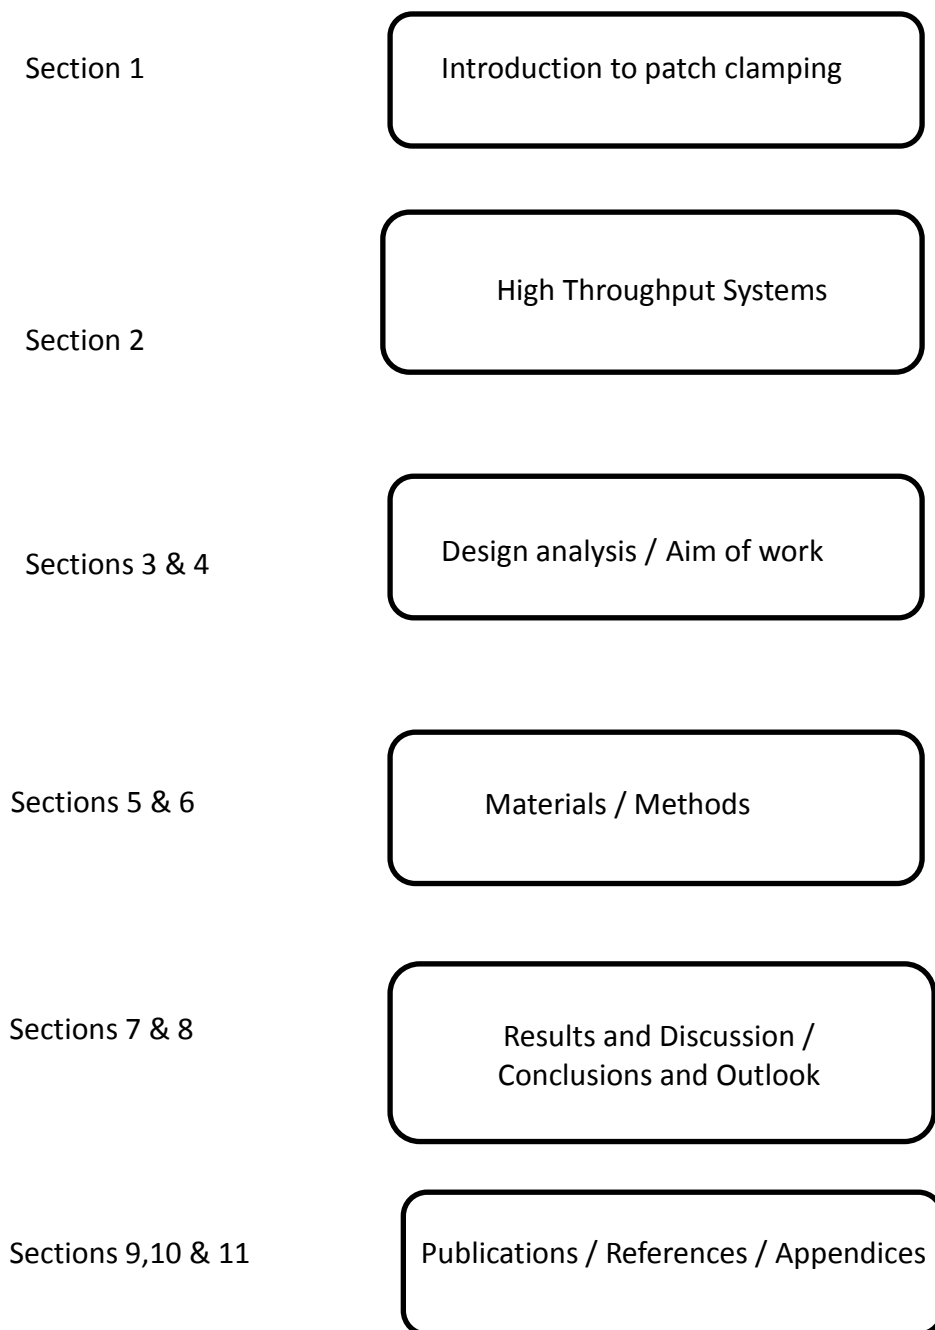 Section 1
Introduction to patch clamping
High Throughput Systems
Section 2
Design analysis / Aim of work
Sections 3 & 4
Sections 5 & 6
Materials / Methods
Sections 7 & 8
Results and Discussion /
Conclusions and Outlook
Sections 9,10 & 11
Publications / References / Appendices